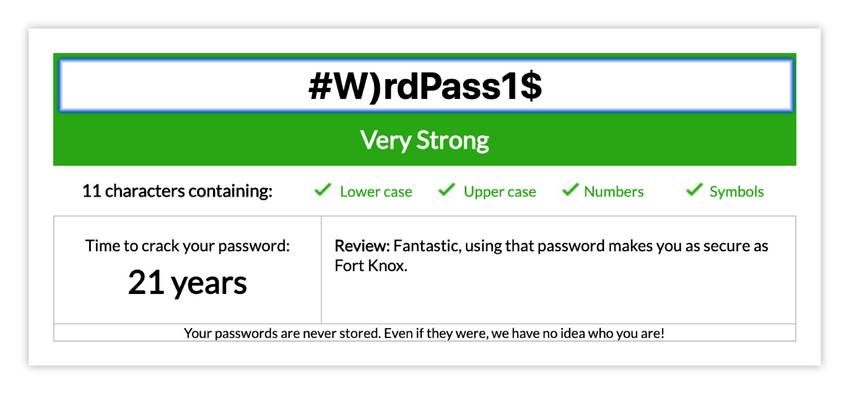 #W)rdPass1$
Very Strong
11 characters containing: Lower case Upper case Numbers Symbols
Time to crack your password:
21 years
Review: Fantastic, using that password makes you as secure as
Fort Knox.
Your passwords are never stored. Even if they were, we have no idea who you are!